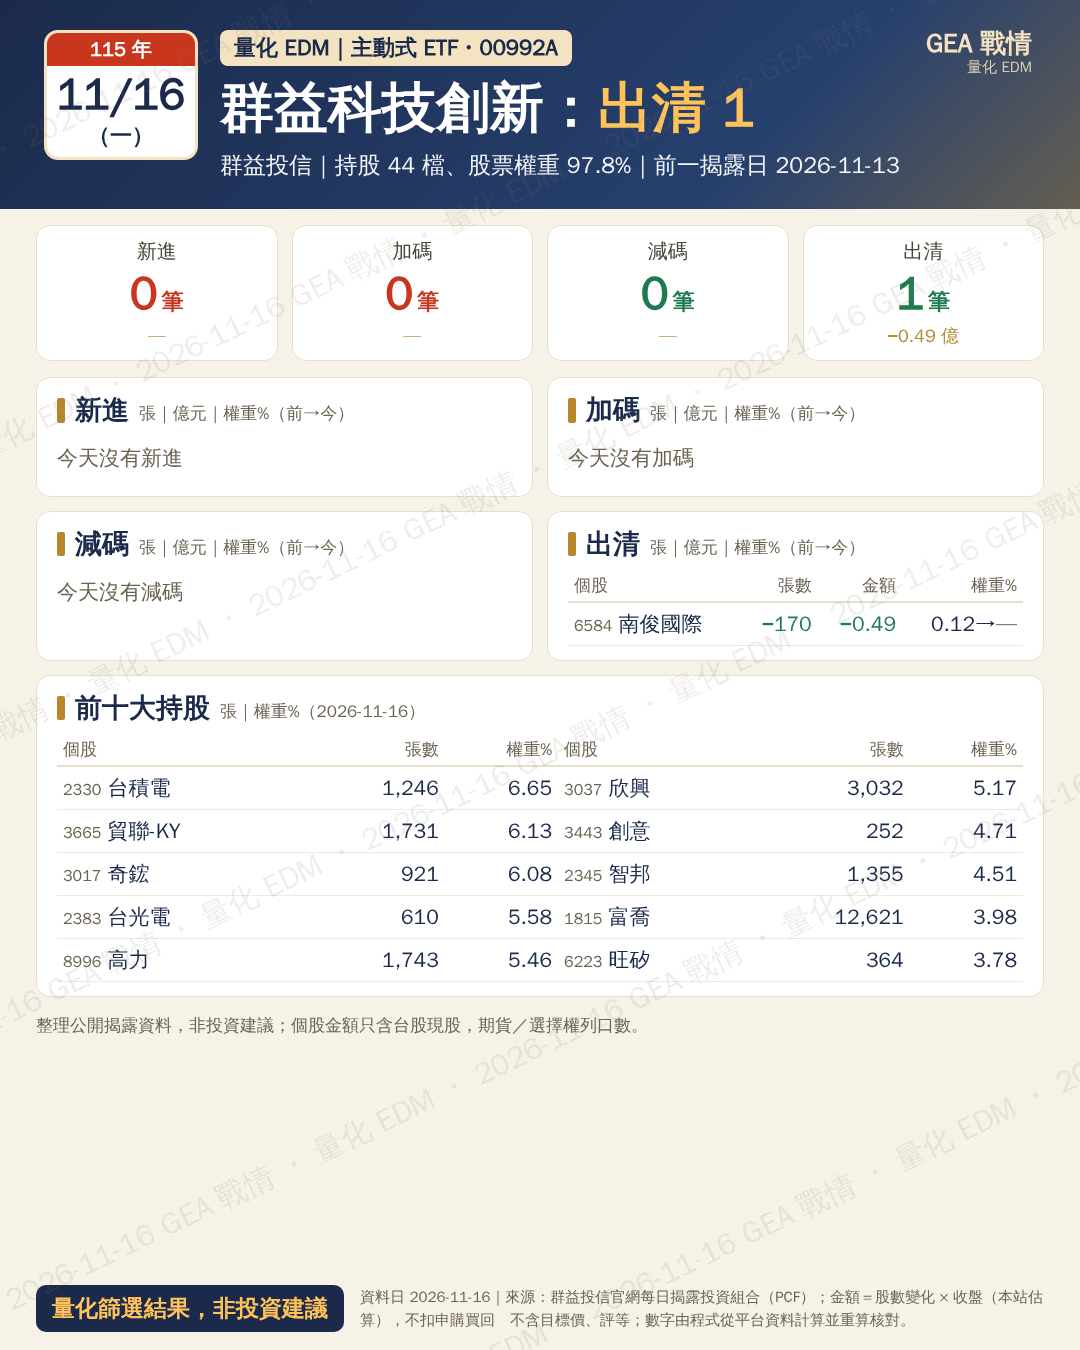 115 年
11/16
（一）
量化 EDM｜主動式 ETF・00992A
群益科技創新：出清 1
群益投信｜持股 44 檔、股票權重 97.8%｜前一揭露日 2026-11-13
GEA 戰情
量化 EDM
新進
0筆
—
加碼
0筆
—
減碼
0筆
—
出清
1筆
−0.49 億
新進 張｜億元｜權重%（前→今）
今天沒有新進
加碼 張｜億元｜權重%（前→今）
今天沒有加碼
減碼 張｜億元｜權重%（前→今）
今天沒有減碼
出清 張｜億元｜權重%（前→今）
個股 張數 金額 權重%
6584 南俊國際 −170 −0.49 0.12→—
前十大持股 張｜權重%（2026-11-16）
個股 張數 權重% 個股 張數 權重%
2330 台積電 1,246 6.65 3037 欣興 3,032 5.17
3665 貿聯-KY 1,731 6.13 3443 創意 252 4.71
3017 奇鋐 921 6.08 2345 智邦 1,355 4.51
2383 台光電 610 5.58 1815 富喬 12,621 3.98
8996 高力 1,743 5.46 6223 旺矽 364 3.78
整理公開揭露資料，非投資建議；個股金額只含台股現股，期貨／選擇權列口數。
量化篩選結果，非投資建議
資料日 2026-11-16｜來源：群益投信官網每日揭露投資組合（PCF）；金額＝股數變化 × 收盤（本站估
算），不扣申購買回　不含目標價、評等；數字由程式從平台資料計算並重算核對。
2026-11-16 GEA 戰情 ・ 量化 EDM